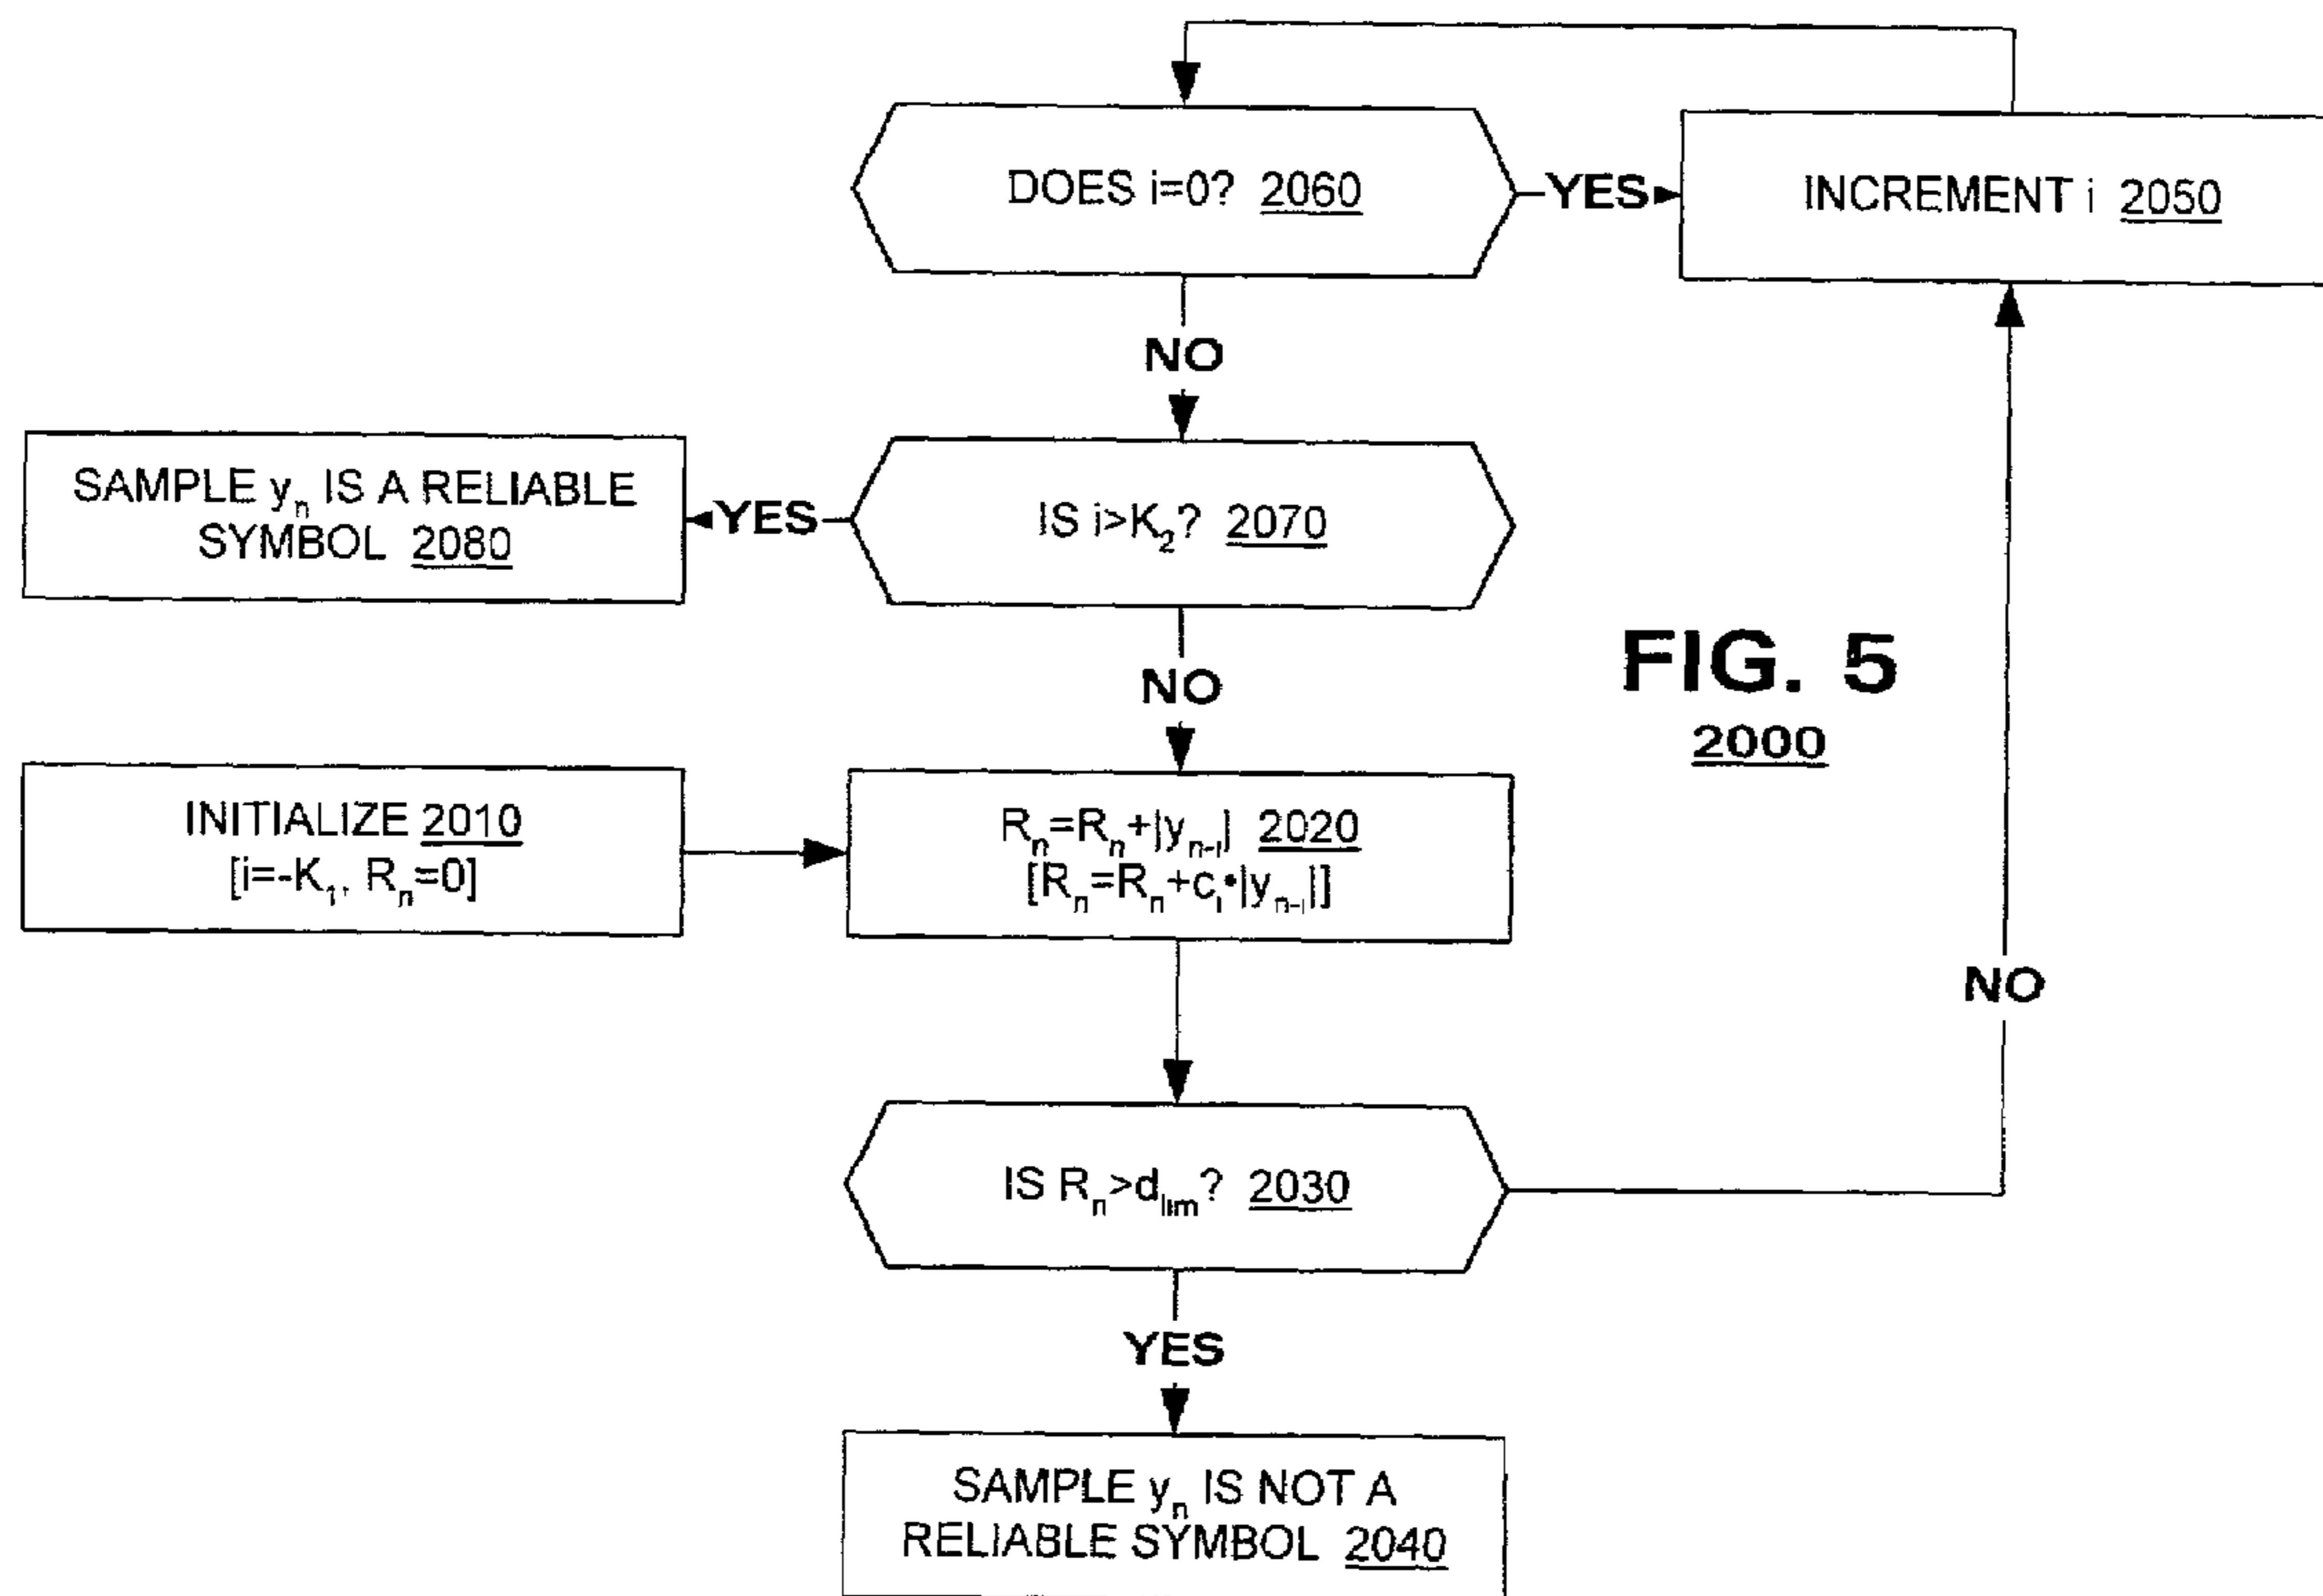 DOES i=0? 2060
YES
INCREMENT i 2050
NO
SAMPLE yₙ IS A RELIABLE
SYMBOL 2080
YES
IS i>K₂? 2070
NO
FIG. 5
2000
INITIALIZE 2010
[i=-K₁, Rₙ=0]
Rₙ=Rₙ+|yₙ₋ᵢ| 2020
[Rₙ=Rₙ+cᵢ•|yₙ₋ᵢ|]
NO
IS Rₙ>d_lim? 2030
YES
SAMPLE yₙ IS NOT A
RELIABLE SYMBOL 2040